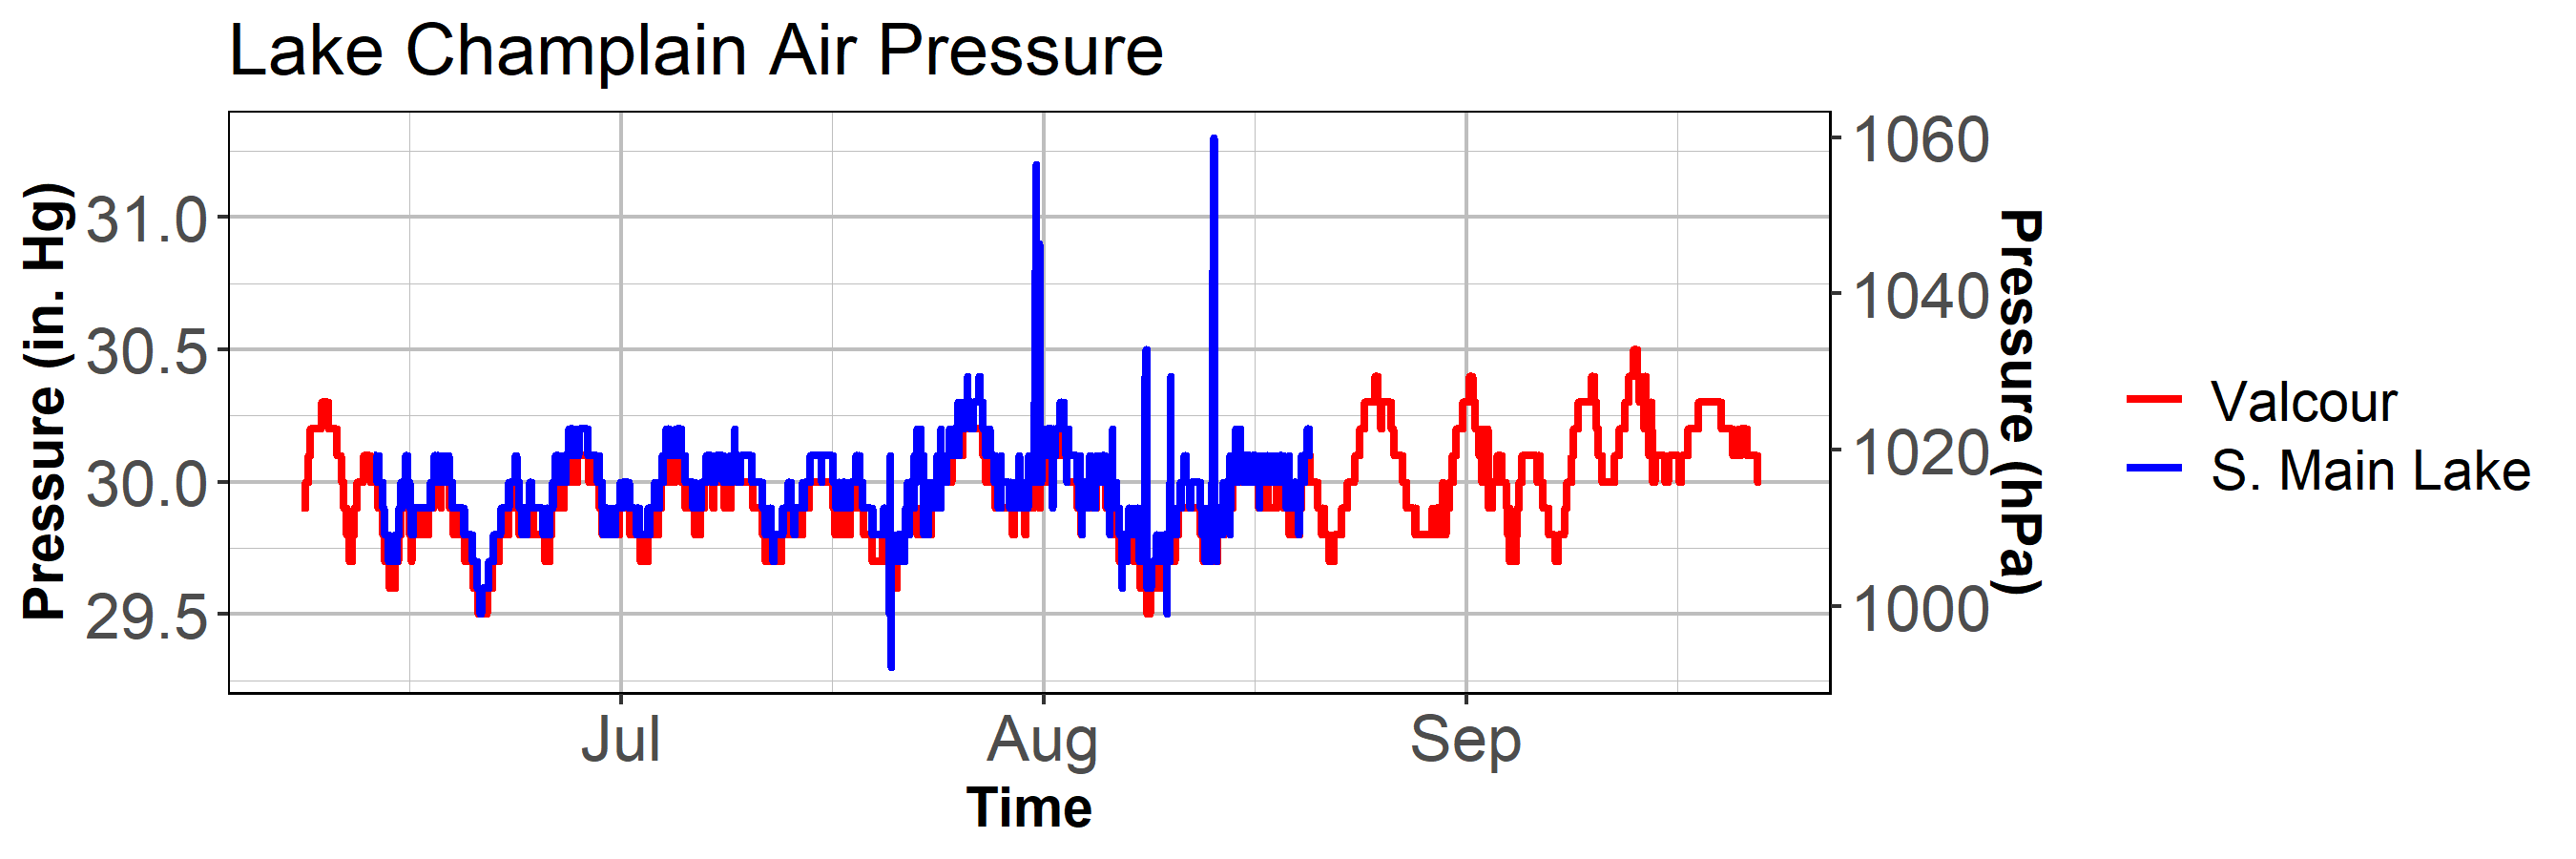 Lake Champlain Air Pressure
Pressure (in. Hg)
31.0
30.5
30.0
29.5
1060
1040
1020
1000
Pressure (hPa)
Jul Aug Sep
Time
Valcour
S. Main Lake